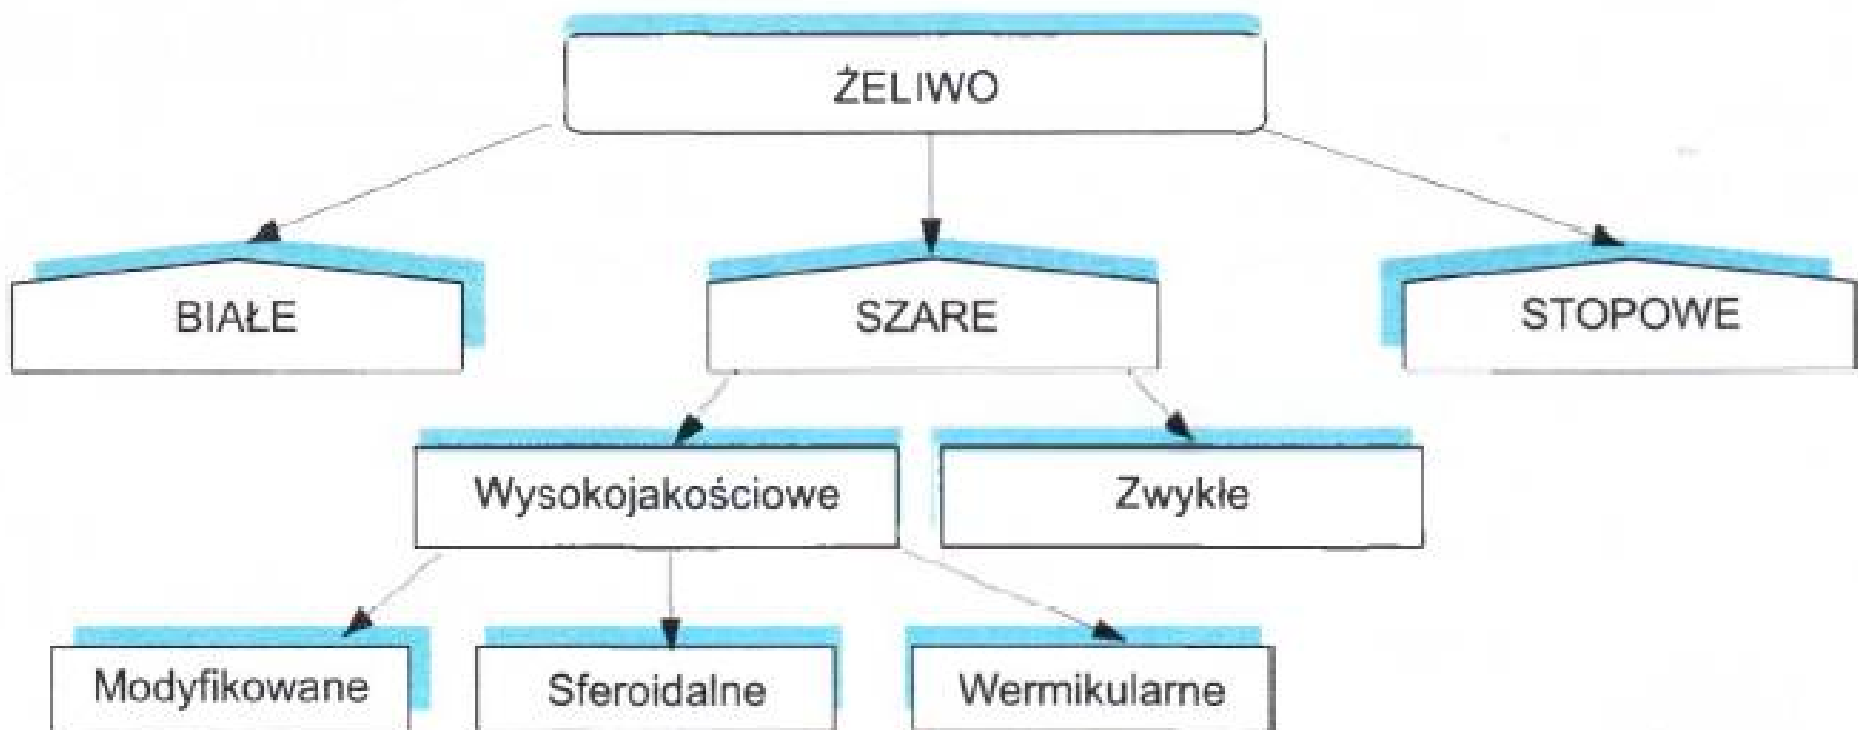 ŻELIWO
BIAŁE
SZARE
STOPOWE
Wysokojakościowe
Zwykłe
Modyfikowane
Sferoidalne
Wermikularne